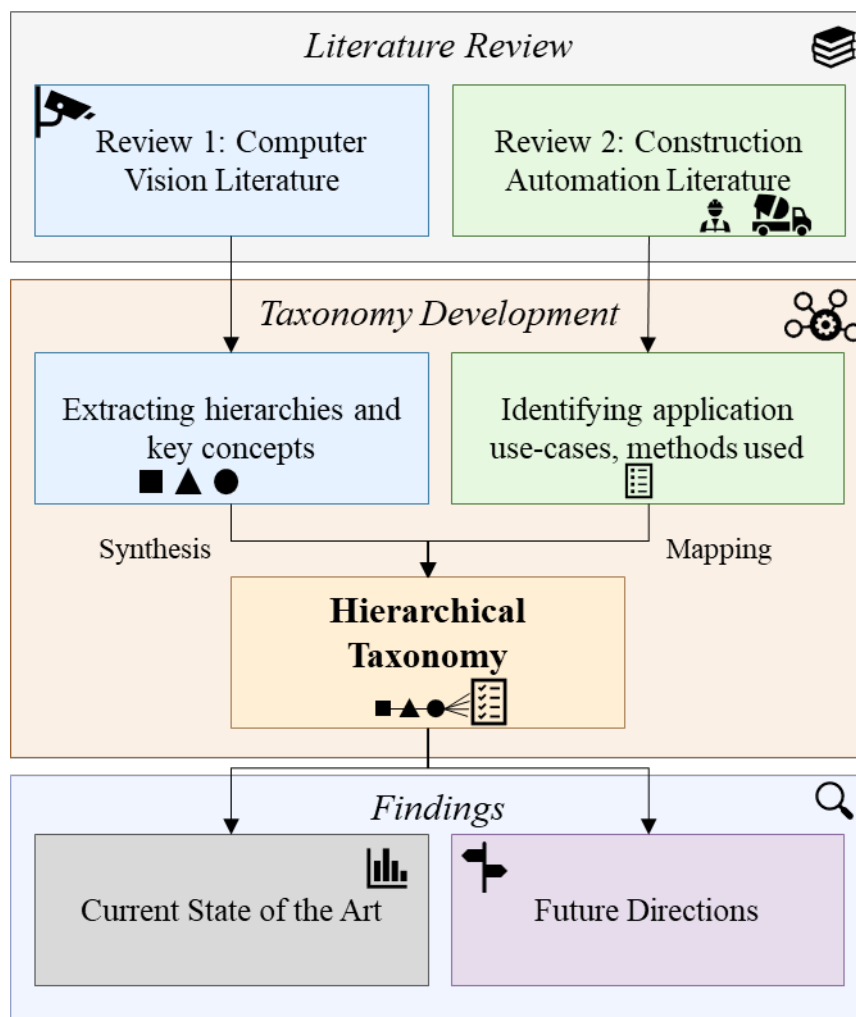 Literature Review
Review 1: Computer
Vision Literature
Review 2: Construction
Automation Literature
Taxonomy Development
Extracting hierarchies and
key concepts
Identifying application
use-cases, methods used
Synthesis
Mapping
Hierarchical
Taxonomy
Findings
Current State of the Art
Future Directions